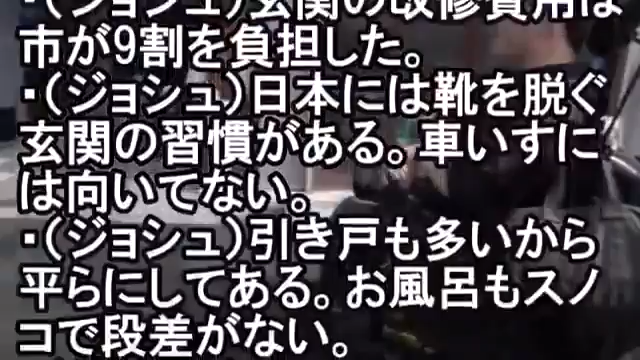 ・（ジョシュ）玄関の改修費用は
市が9割を負担した。
・（ジョシュ）日本には靴を脱ぐ
玄関の習慣がある。車いすに
は向いてない。
・（ジョシュ）引き戸も多いから
平らにしてある。お風呂もスノ
コで段差がない。